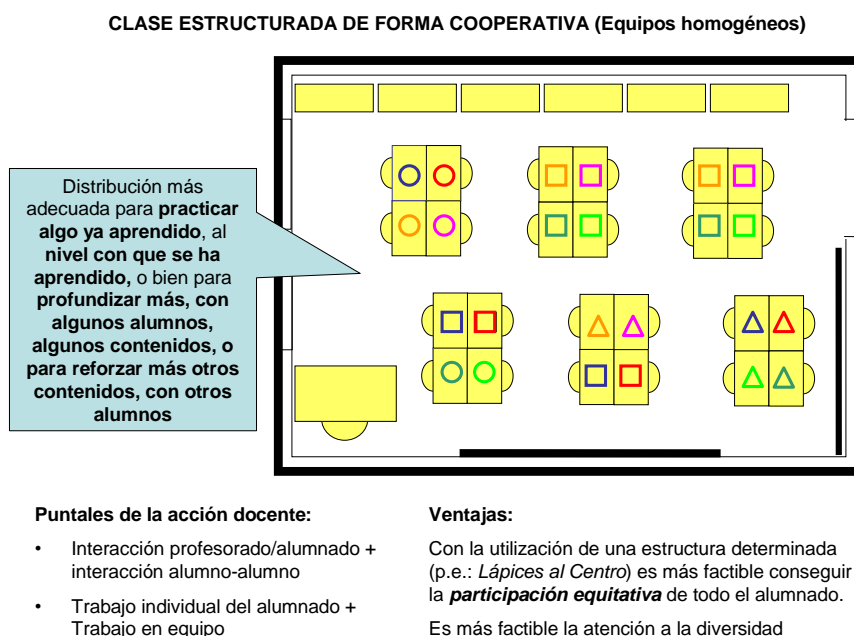 CLASE ESTRUCTURADA DE FORMA COOPERATIVA (Equipos homogéneos)
Distribución más
adecuada para practicar
algo ya aprendido, al
nivel con que se ha
aprendido, o bien para
profundizar más, con
algunos alumnos,
algunos contenidos, o
para reforzar más otros
contenidos, con otros
alumnos
Puntales de la acción docente:
• Interacción profesorado/alumnado +
interacción alumno-alumno
• Trabajo individual del alumnado +
Trabajo en equipo
Ventajas:
Con la utilización de una estructura determinada
(p.e.: Lápices al Centro) es más factible conseguir
la participación equitativa de todo el alumnado.
Es más factible la atención a la diversidad